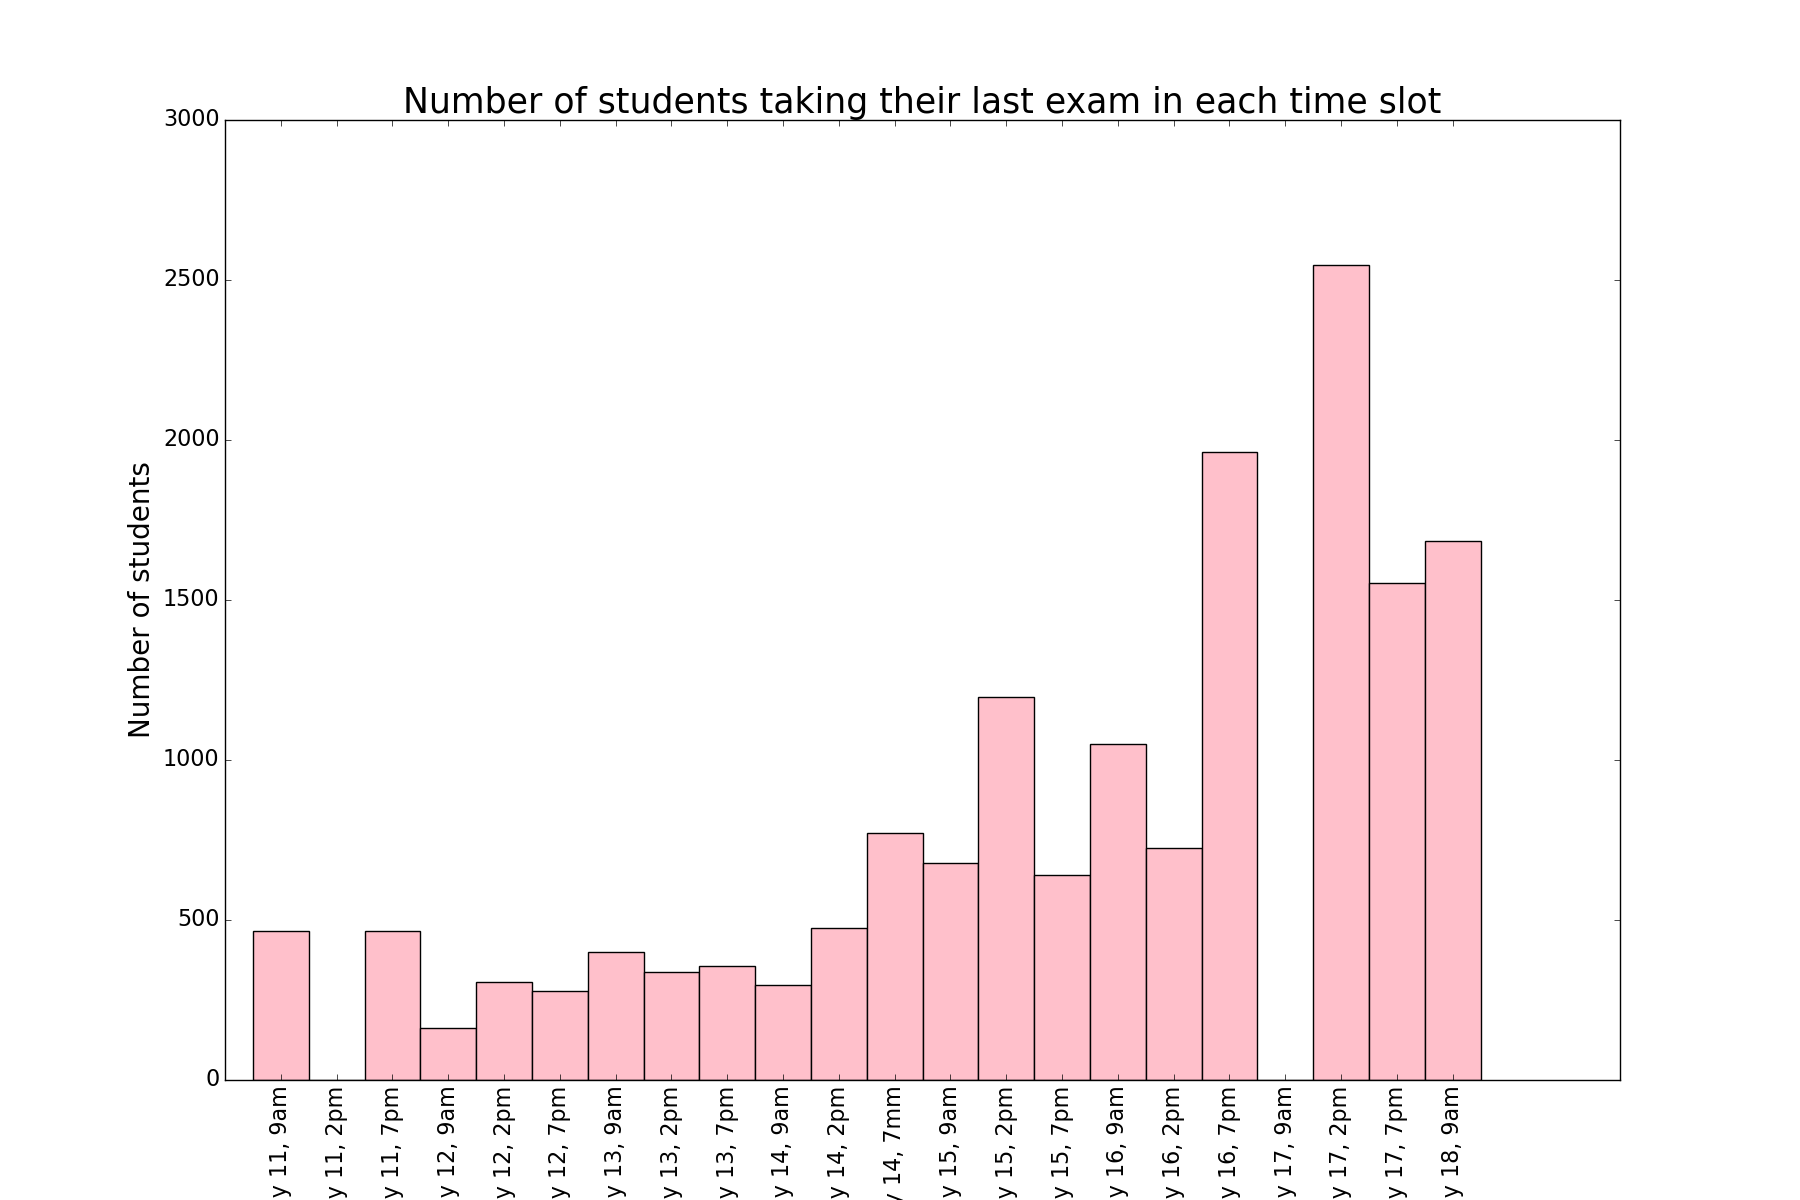 Number of students taking their last exam in each time slot
Number of students
3000
2500
2000
1500
1000
500
0
y 11, 9am
y 11, 2pm
y 11, 7pm
y 12, 9am
y 12, 2pm
y 12, 7pm
y 13, 9am
y 13, 2pm
y 13, 7pm
y 14, 9am
y 14, 2pm
y 14, 7mm
y 15, 9am
y 15, 2pm
y 15, 7pm
y 16, 9am
y 16, 2pm
y 16, 7pm
y 17, 9am
y 17, 2pm
y 17, 7pm
y 18, 9am